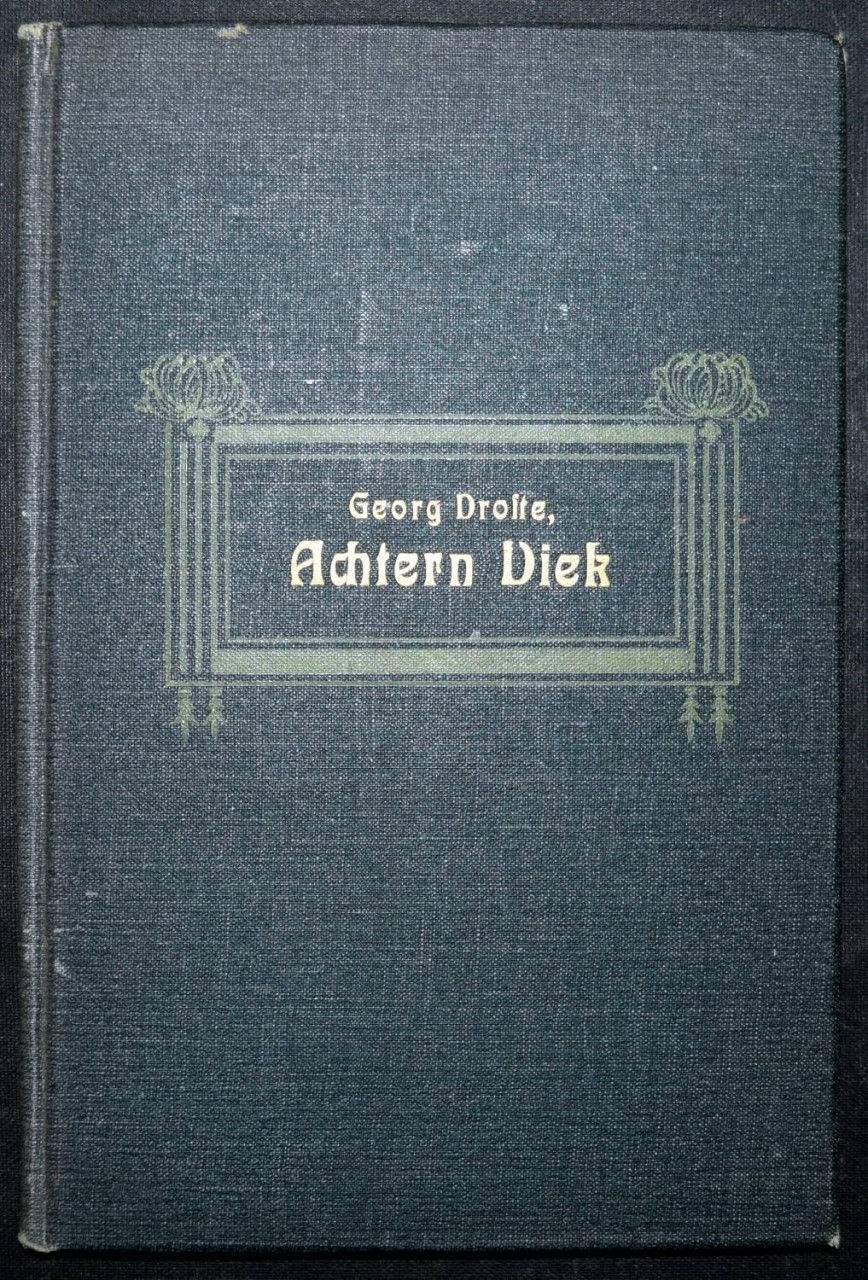 Georg Droſte,
Achtern Diek